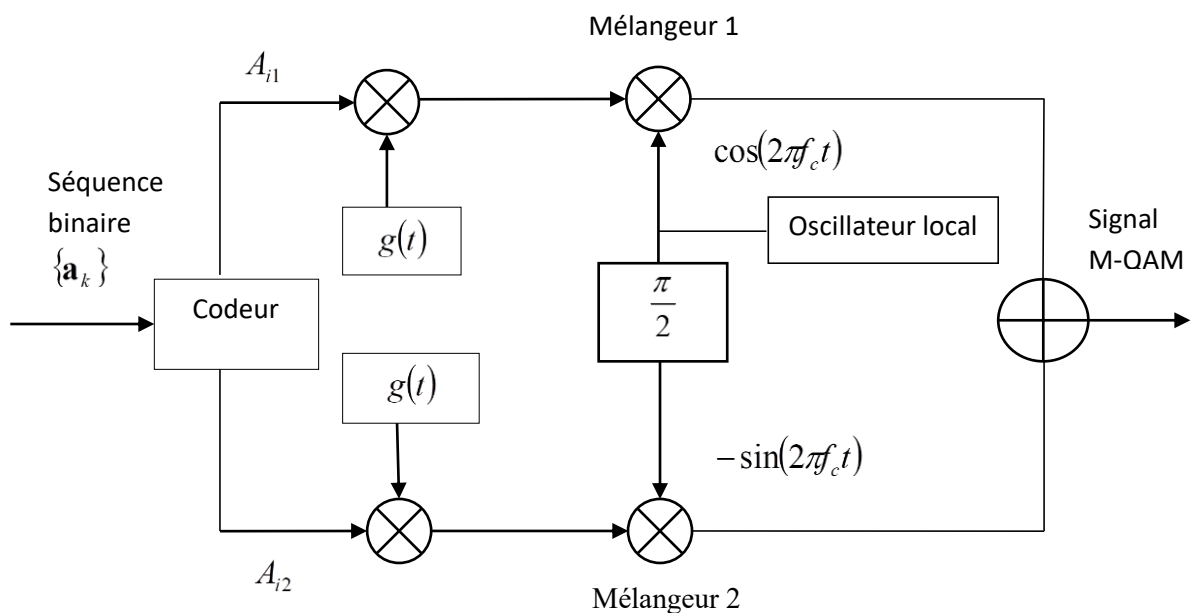 Mélangeur 1
A_{i1}
cos(2πf_c t)
Séquence
binaire
{a_k}
g(t)
Oscillateur local
Signal
M-QAM
Codeur
π
2
g(t)
−sin(2πf_c t)
A_{i2}
Mélangeur 2